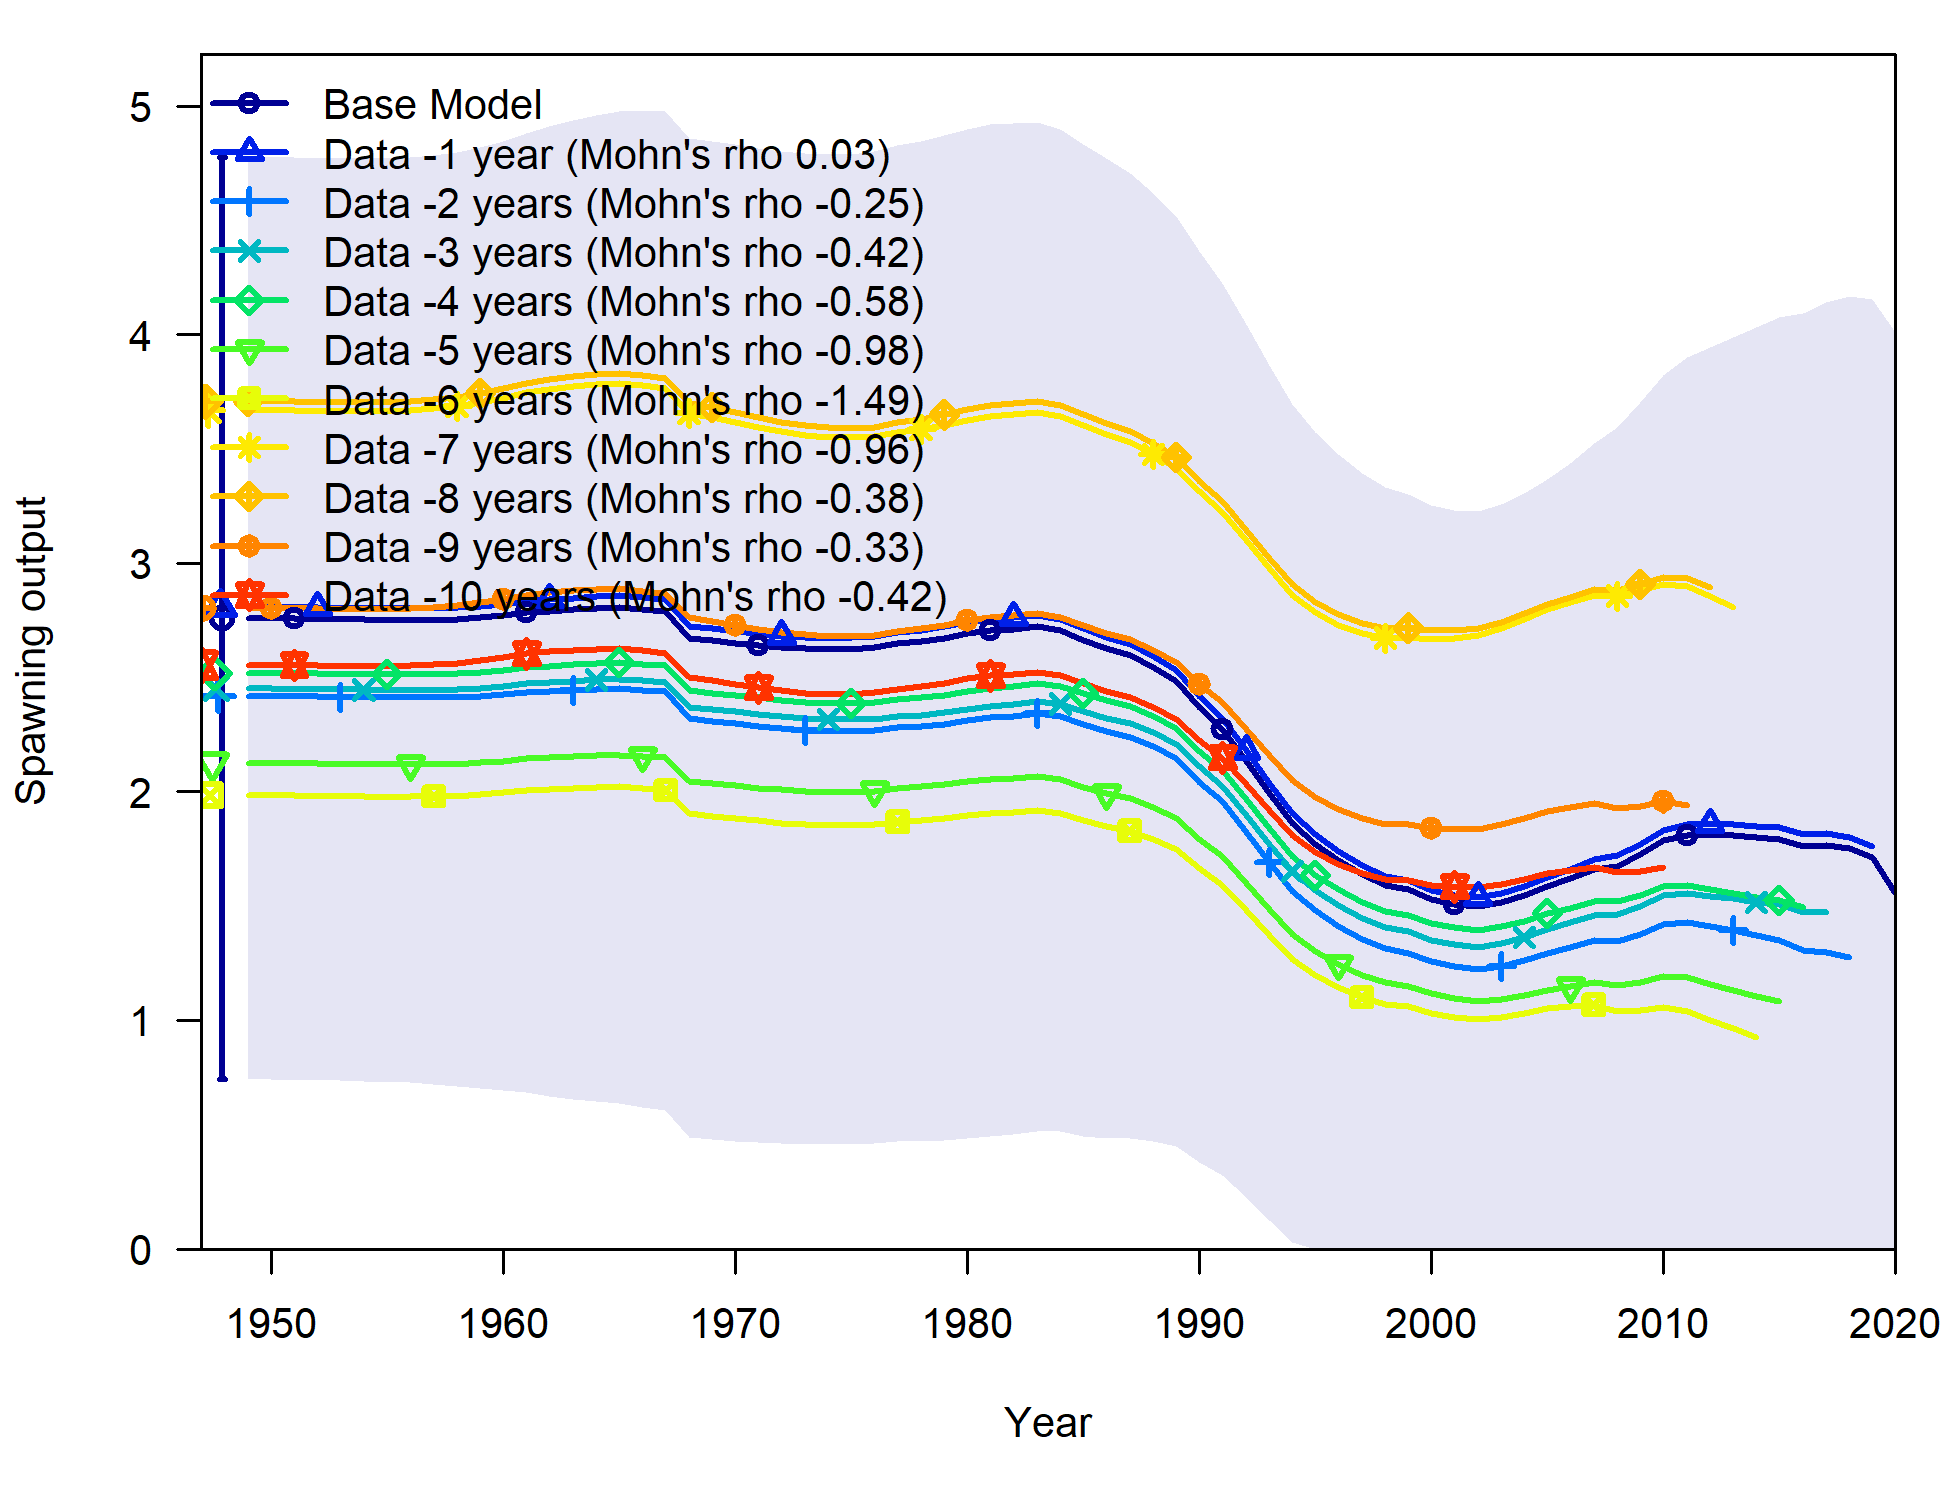 Base Model
Data -1 year (Mohn's rho 0.03)
Data -2 years (Mohn's rho -0.25)
Data -3 years (Mohn's rho -0.42)
Data -4 years (Mohn's rho -0.58)
Data -5 years (Mohn's rho -0.98)
Data -6 years (Mohn's rho -1.49)
Data -7 years (Mohn's rho -0.96)
Data -8 years (Mohn's rho -0.38)
Data -9 years (Mohn's rho -0.33)
Data -10 years (Mohn's rho -0.42)
Spawning output
5
4
3
2
1
0
1950 1960 1970 1980 1990 2000 2010 2020
Year